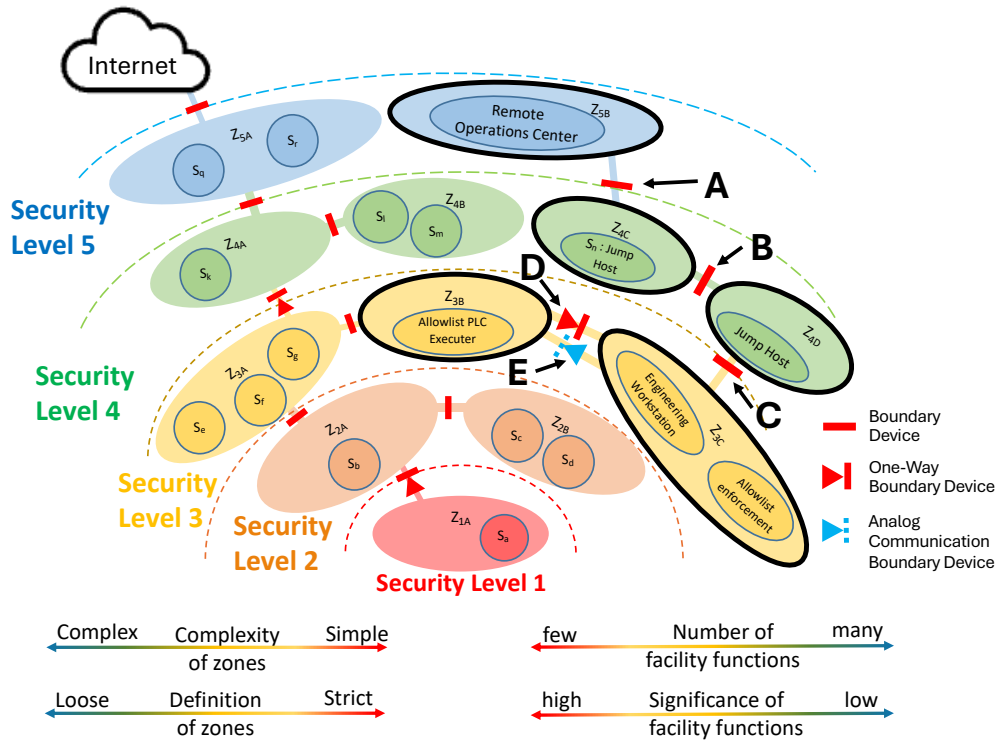 Internet
Z5B
Remote
Operations Center
Z5A
Sr
Sq
A
Security
Level 5
Z4B
Sl
Sm
Z4A
Sk
Z4C
Sn : Jump
Host
B
D
Z3B
Allowlist PLC
Executer
Z4D
Jump Host
E
C
Security
Level 4
Z3A
Sg
Sf
Se
Engineering
Workstation
Z3C
Allowlist
enforcement
Z2A
Sb
Z2B
Sc
Sd
Security
Level 3
Security
Level 2
Z1A
Sa
Security Level 1
Boundary
Device
One-Way
Boundary Device
Analog
Communication
Boundary Device
Complex Complexity Simple
of zones
few Number of many
facility functions
Loose Definition Strict
of zones
high Significance of low
facility functions